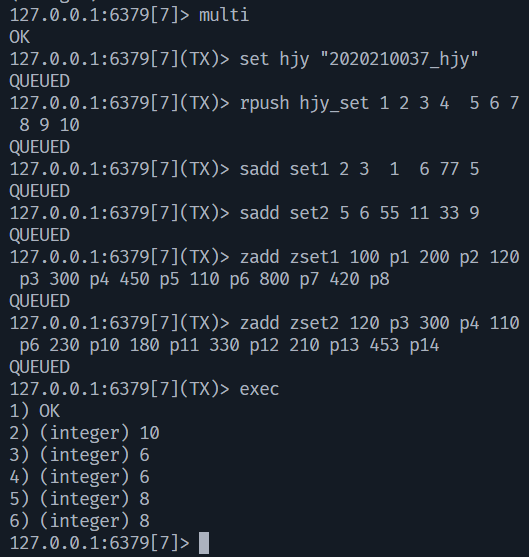 127.0.0.1:6379[7]> multi
OK
127.0.0.1:6379[7](TX)> set hjy "2020210037_hjy"
QUEUED
127.0.0.1:6379[7](TX)> rpush hjy_set 1 2 3 4  5 6 7
 8 9 10
QUEUED
127.0.0.1:6379[7](TX)> sadd set1 2 3  1  6 77 5
QUEUED
127.0.0.1:6379[7](TX)> sadd set2 5 6 55 11 33 9
QUEUED
127.0.0.1:6379[7](TX)> zadd zset1 100 p1 200 p2 120
 p3 300 p4 450 p5 110 p6 800 p7 420 p8
QUEUED
127.0.0.1:6379[7](TX)> zadd zset2 120 p3 300 p4 110
 p6 230 p10 180 p11 330 p12 210 p13 453 p14
QUEUED
127.0.0.1:6379[7](TX)> exec
1) OK
2) (integer) 10
3) (integer) 6
4) (integer) 6
5) (integer) 8
6) (integer) 8
127.0.0.1:6379[7]>